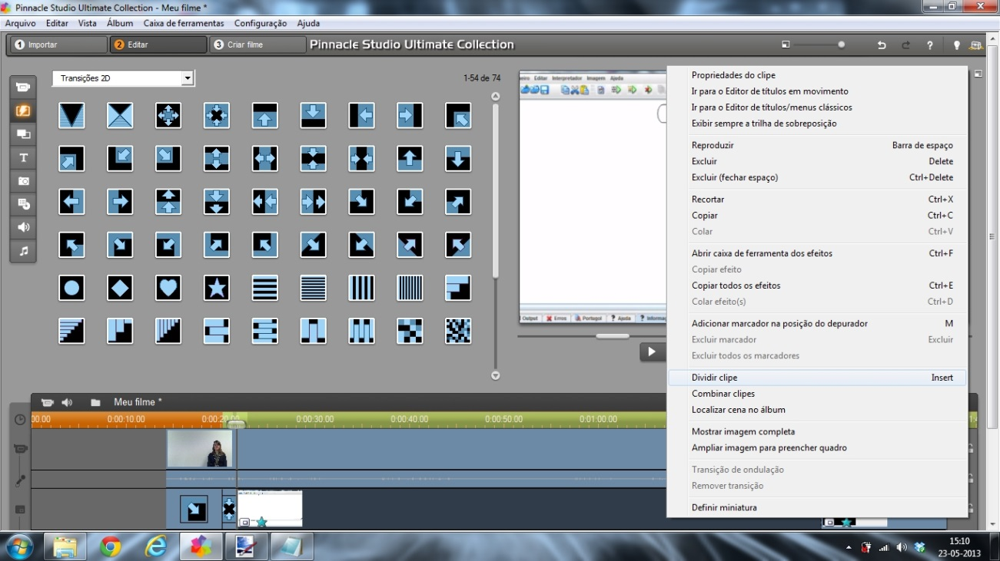 Pinnacle Studio Ultimate Collection - Meu filme *
Arquivo Editar Vista Álbum Caixa de ferramentas Configuração Ajuda
1 Importar 2 Editar 3 Criar filme Pinnacle Studio Ultimate Collection ?
Transições 2D 1-54 de 74
Editar Interpretador Imagem Ajuda
T
Output Erros Portugol ? Ajuda ?
Propriedades do clipe
Ir para o Editor de títulos em movimento
Ir para o Editor de títulos/menus clássicos
Exibir sempre a trilha de sobreposição
Reproduzir Barra de espaço
Excluir Delete
Excluir (fechar espaço) Ctrl+Delete
Recortar Ctrl+X
Copiar Ctrl+C
Colar Ctrl+V
Abrir caixa de ferramenta dos efeitos Ctrl+F
Copiar efeito
Copiar todos os efeitos Ctrl+E
Colar efeito(s) Ctrl+D
Adicionar marcador na posição do depurador M
Excluir marcador Excluir
Excluir todos os marcadores
Dividir clipe Insert
Combinar clipes
Localizar cena no álbum
Mostrar imagem completa
Ampliar imagem para preencher quadro
Transição de ondulação
Remover transição
Definir miniatura
Meu filme *
00.00 0:00:10.00 0:00:20.00 0:00:30.00 0:00:40.00 0:00:50.00 0:01:00.00
15:10
23-05-2013